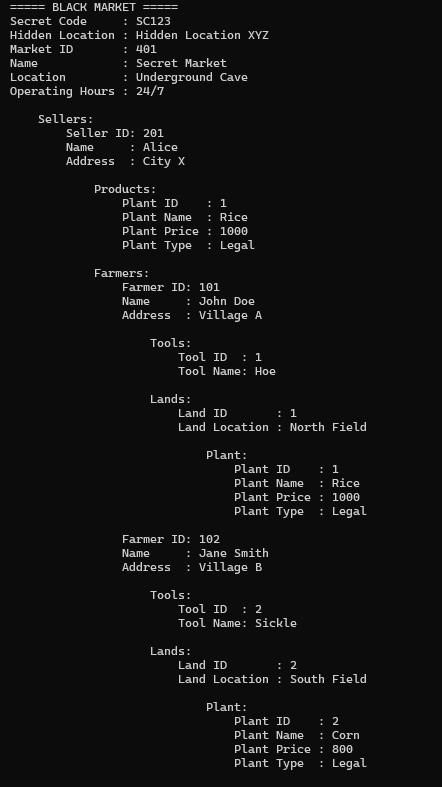 ===== BLACK MARKET =====
Secret Code     : SC123
Hidden Location : Hidden Location XYZ
Market ID       : 401
Name            : Secret Market
Location        : Underground Cave
Operating Hours : 24/7

    Sellers:
        Seller ID: 201
        Name     : Alice
        Address  : City X

            Products:
                Plant ID    : 1
                Plant Name  : Rice
                Plant Price : 1000
                Plant Type  : Legal

            Farmers:
                Farmer ID: 101
                Name     : John Doe
                Address  : Village A

                    Tools:
                        Tool ID  : 1
                        Tool Name: Hoe

                    Lands:
                        Land ID       : 1
                        Land Location : North Field

                            Plant:
                                Plant ID    : 1
                                Plant Name  : Rice
                                Plant Price : 1000
                                Plant Type  : Legal

                Farmer ID: 102
                Name     : Jane Smith
                Address  : Village B

                    Tools:
                        Tool ID  : 2
                        Tool Name: Sickle

                    Lands:
                        Land ID       : 2
                        Land Location : South Field

                            Plant:
                                Plant ID    : 2
                                Plant Name  : Corn
                                Plant Price : 800
                                Plant Type  : Legal